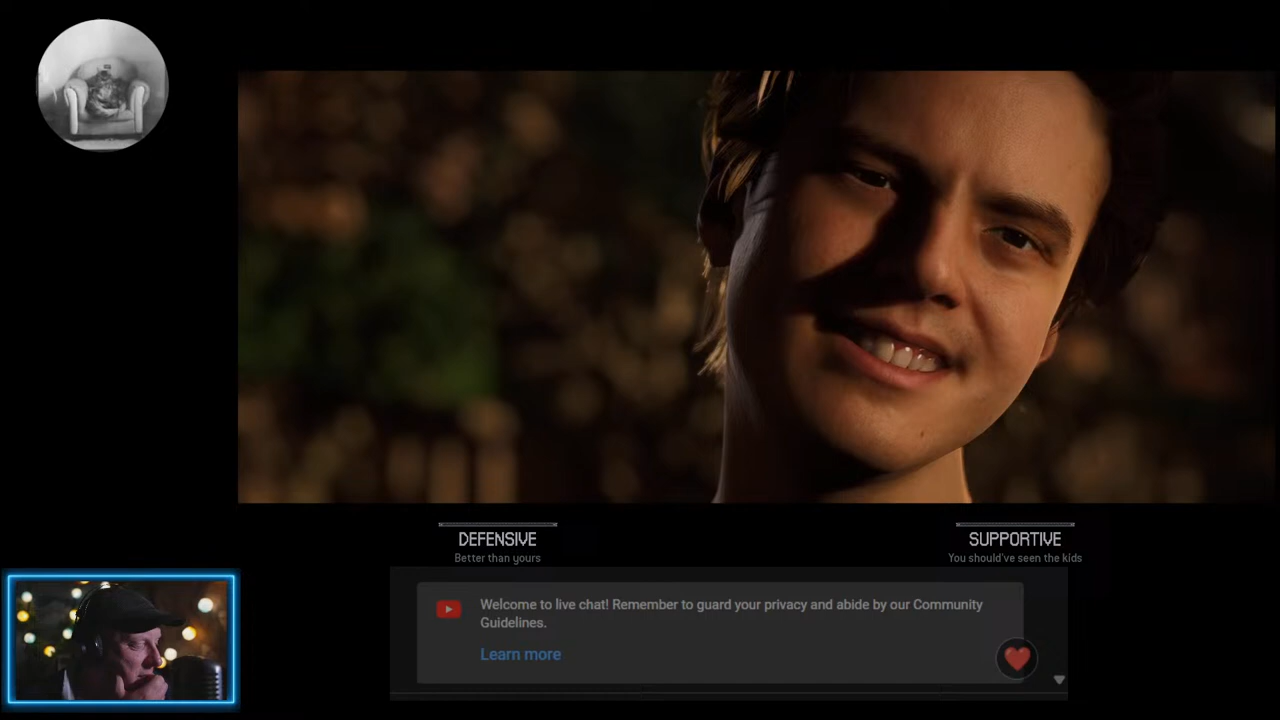 DEFENSIVE
Better than yours
SUPPORTIVE
You should've seen the kids
Welcome to live chat! Remember to guard your privacy and abide by our Community
Guidelines.
Learn more